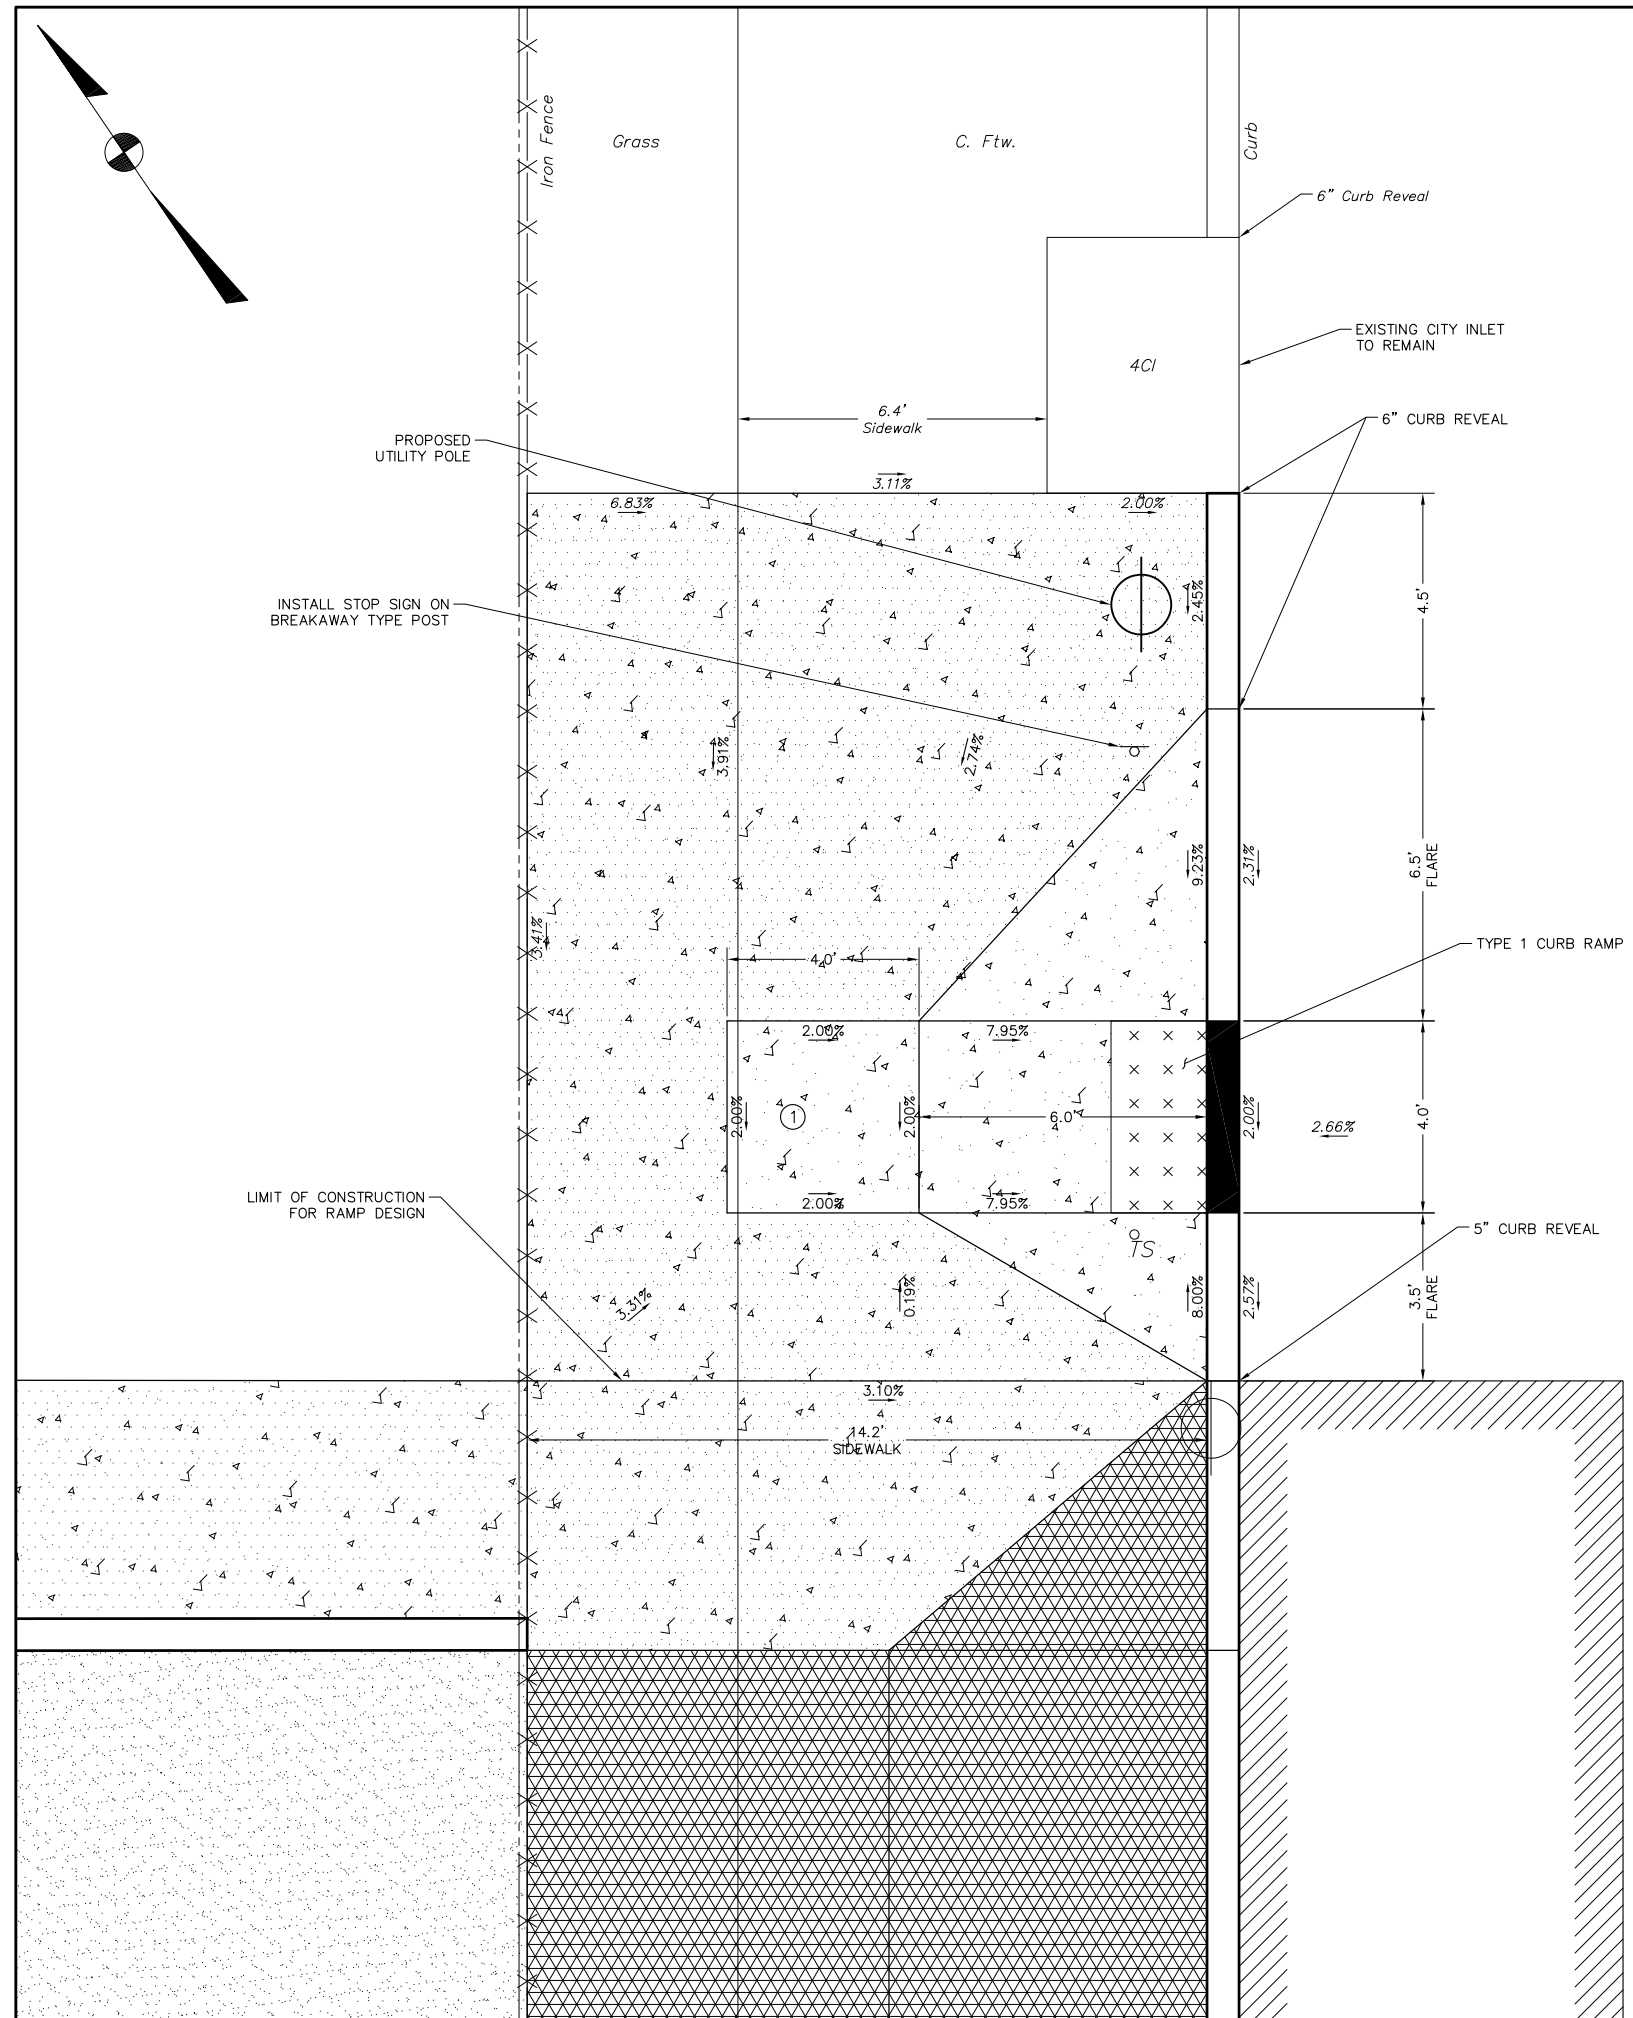 Iron Fence
Grass
C. Ftw.
Curb
6" Curb Reveal
EXISTING CITY INLET
TO REMAIN
4CI
6.4'
Sidewalk
6" CURB REVEAL
PROPOSED
UTILITY POLE
3.11%
6.83%
2.00%
2.45%
4.5'
INSTALL STOP SIGN ON
BREAKAWAY TYPE POST
3.91%
2.74%
9.23%
2.31%
6.5'
FLARE
3.41%
TYPE 1 CURB RAMP
4.0'
2.00%
7.95%
2.00%
1
2.00%
6.0'
2.00%
2.66%
4.0'
2.00%
7.95%
LIMIT OF CONSTRUCTION
FOR RAMP DESIGN
5" CURB REVEAL
TS
3.31%
0.19%
8.00%
2.57%
3.5'
FLARE
3.10%
14.2'
SIDEWALK